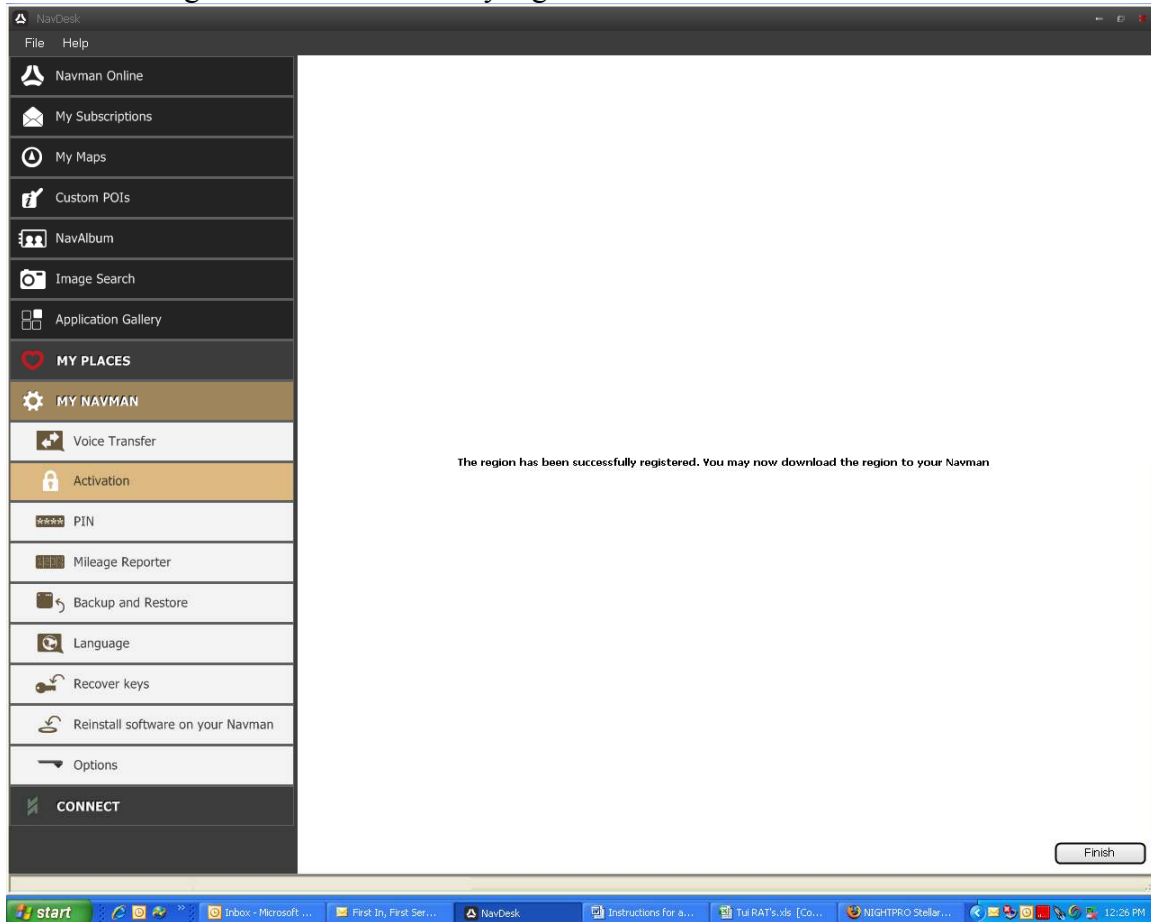 NavDesk
File Help
Navman Online
My Subscriptions
My Maps
Custom POIs
NavAlbum
Image Search
Application Gallery
MY PLACES
MY NAVMAN
Voice Transfer
Activation
**** PIN
Mileage Reporter
Backup and Restore
Language
Recover keys
Reinstall software on your Navman
Options
CONNECT
The region has been successfully registered. You may now download the region to your Navman
Finish
start
Inbox - Microsoft ...
First In, First Ser...
NavDesk
Instructions for a...
Tui RAT's.xls [Co...
NIGHTPRO Stellar...
12:26 PM